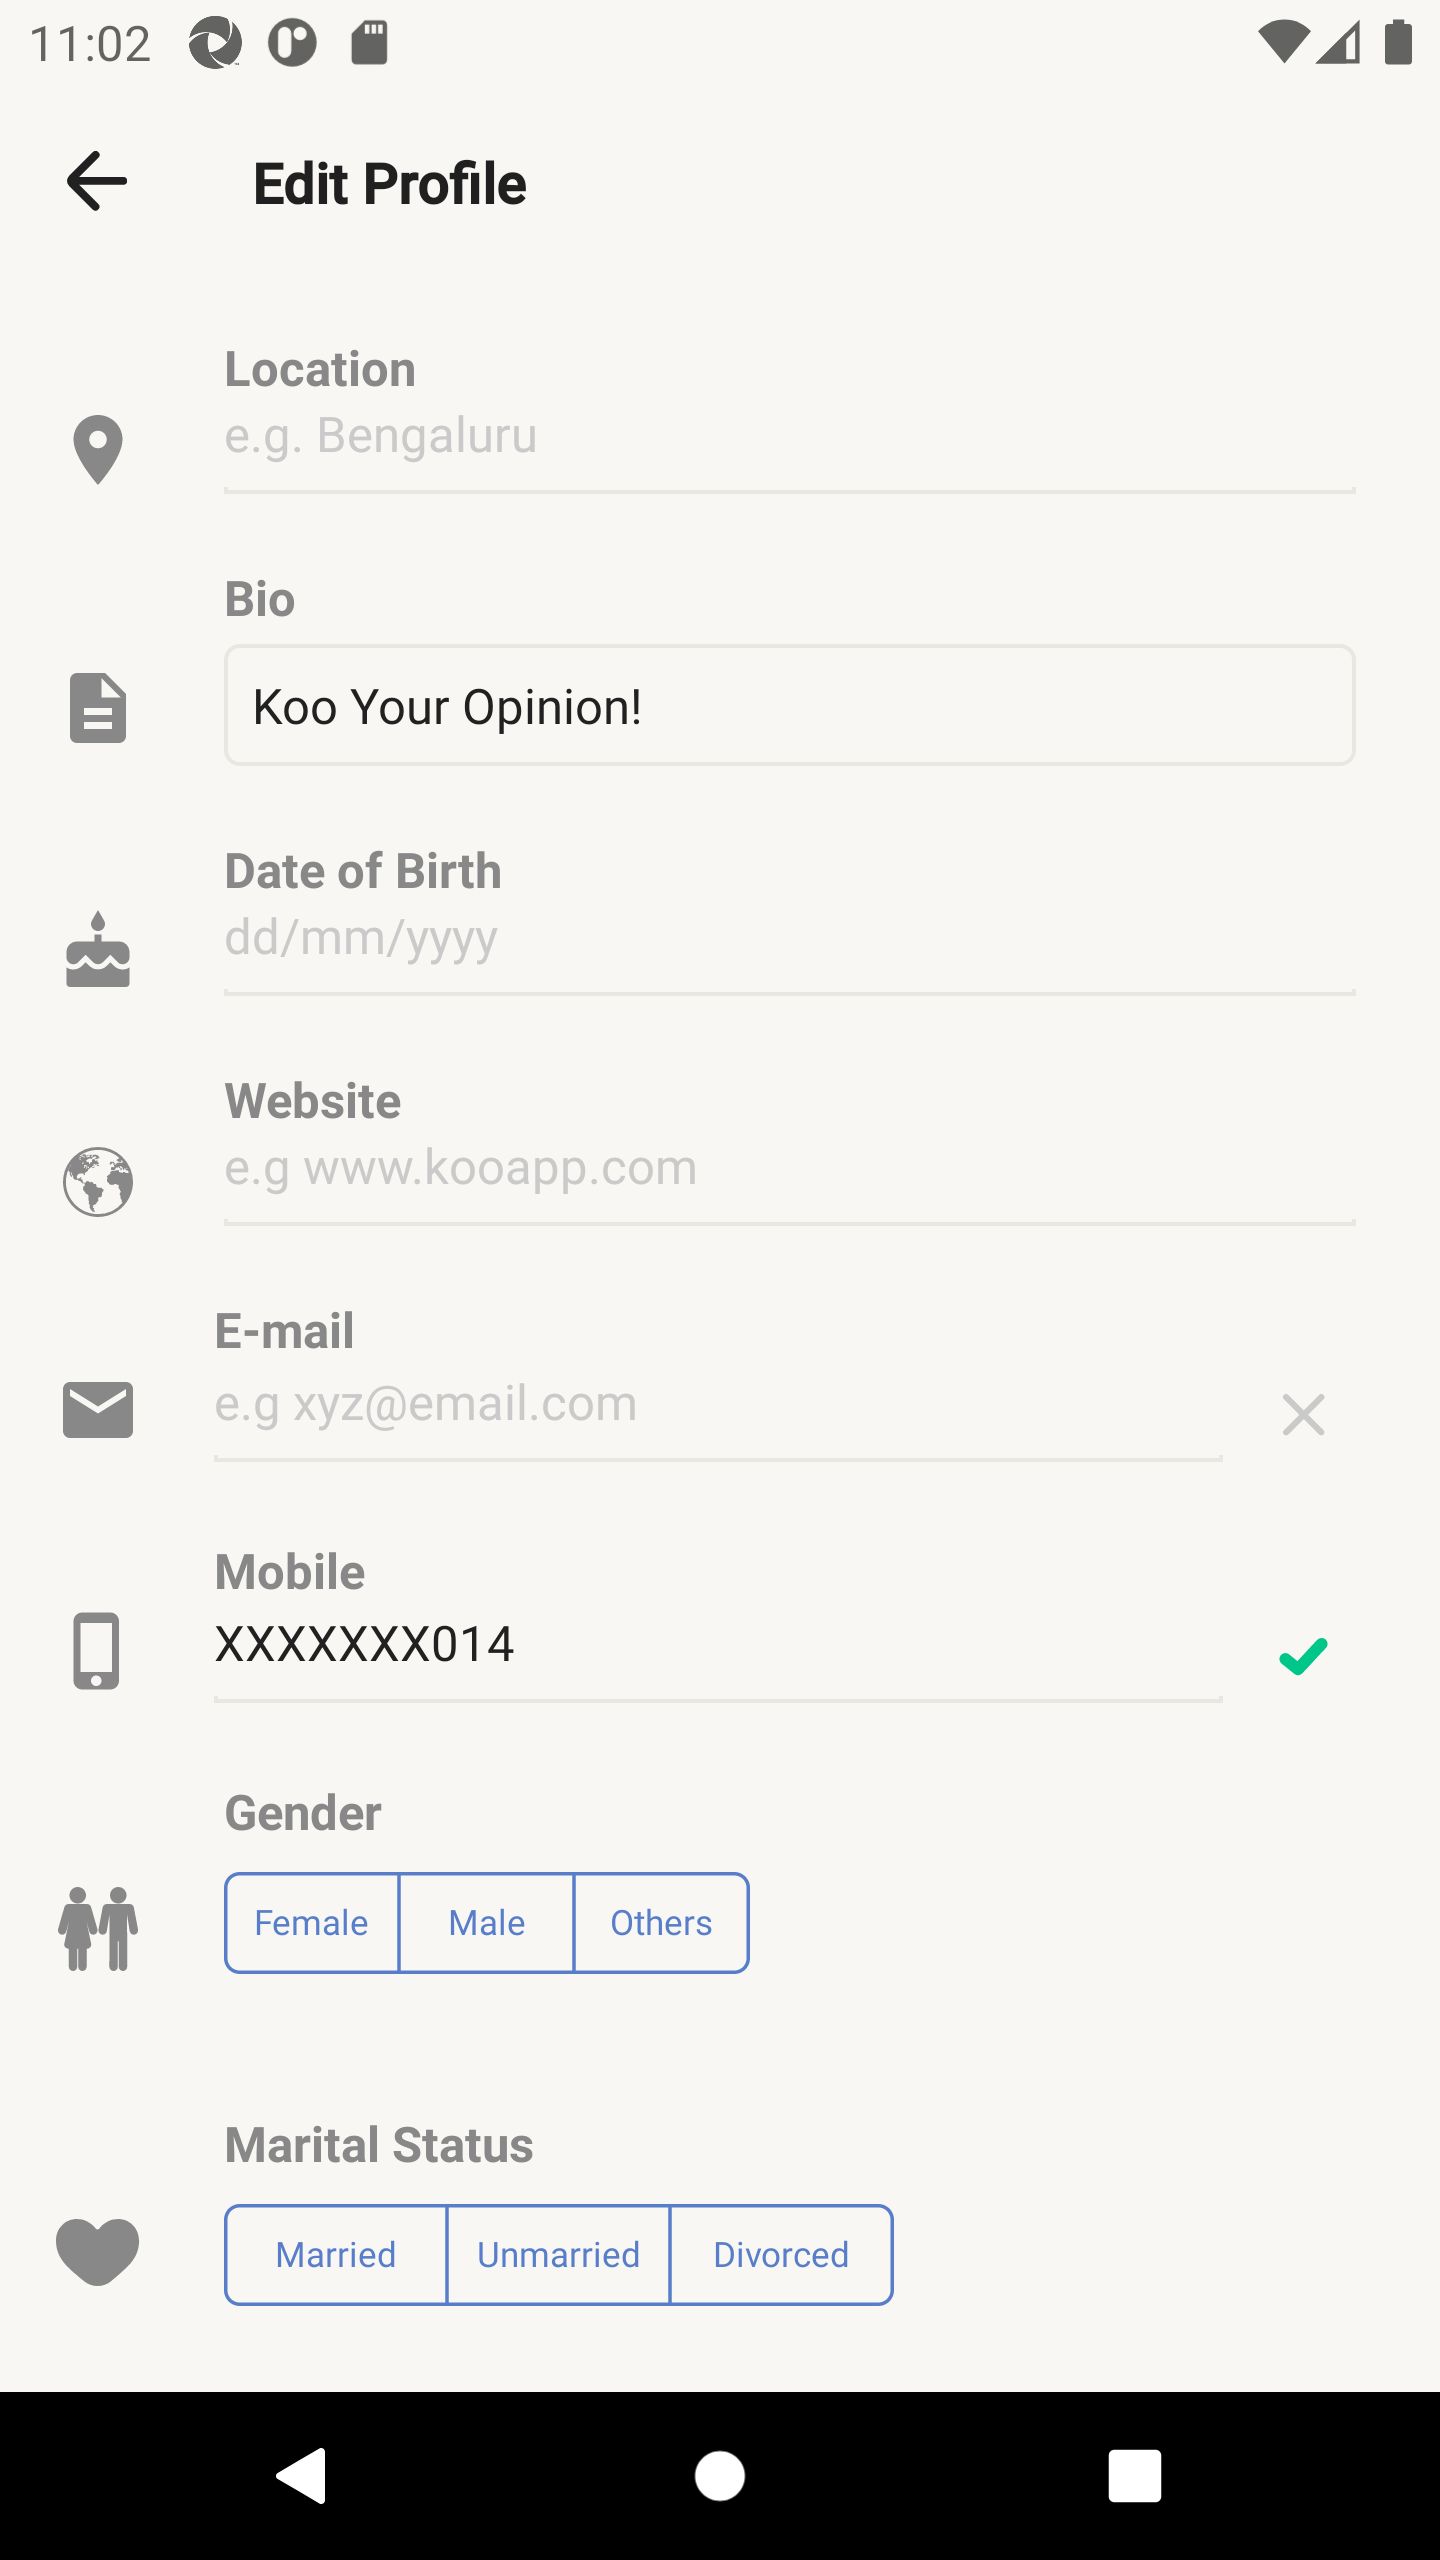 11:02
Edit Profile
Location
e.g. Bengaluru
Bio
Koo Your Opinion!
Date of Birth
dd/mm/yyyy
Website
e.g www.kooapp.com
E-mail
e.g xyz@email.com
Mobile
XXXXXXX014
Gender
Female Male Others
Marital Status
Married Unmarried Divorced